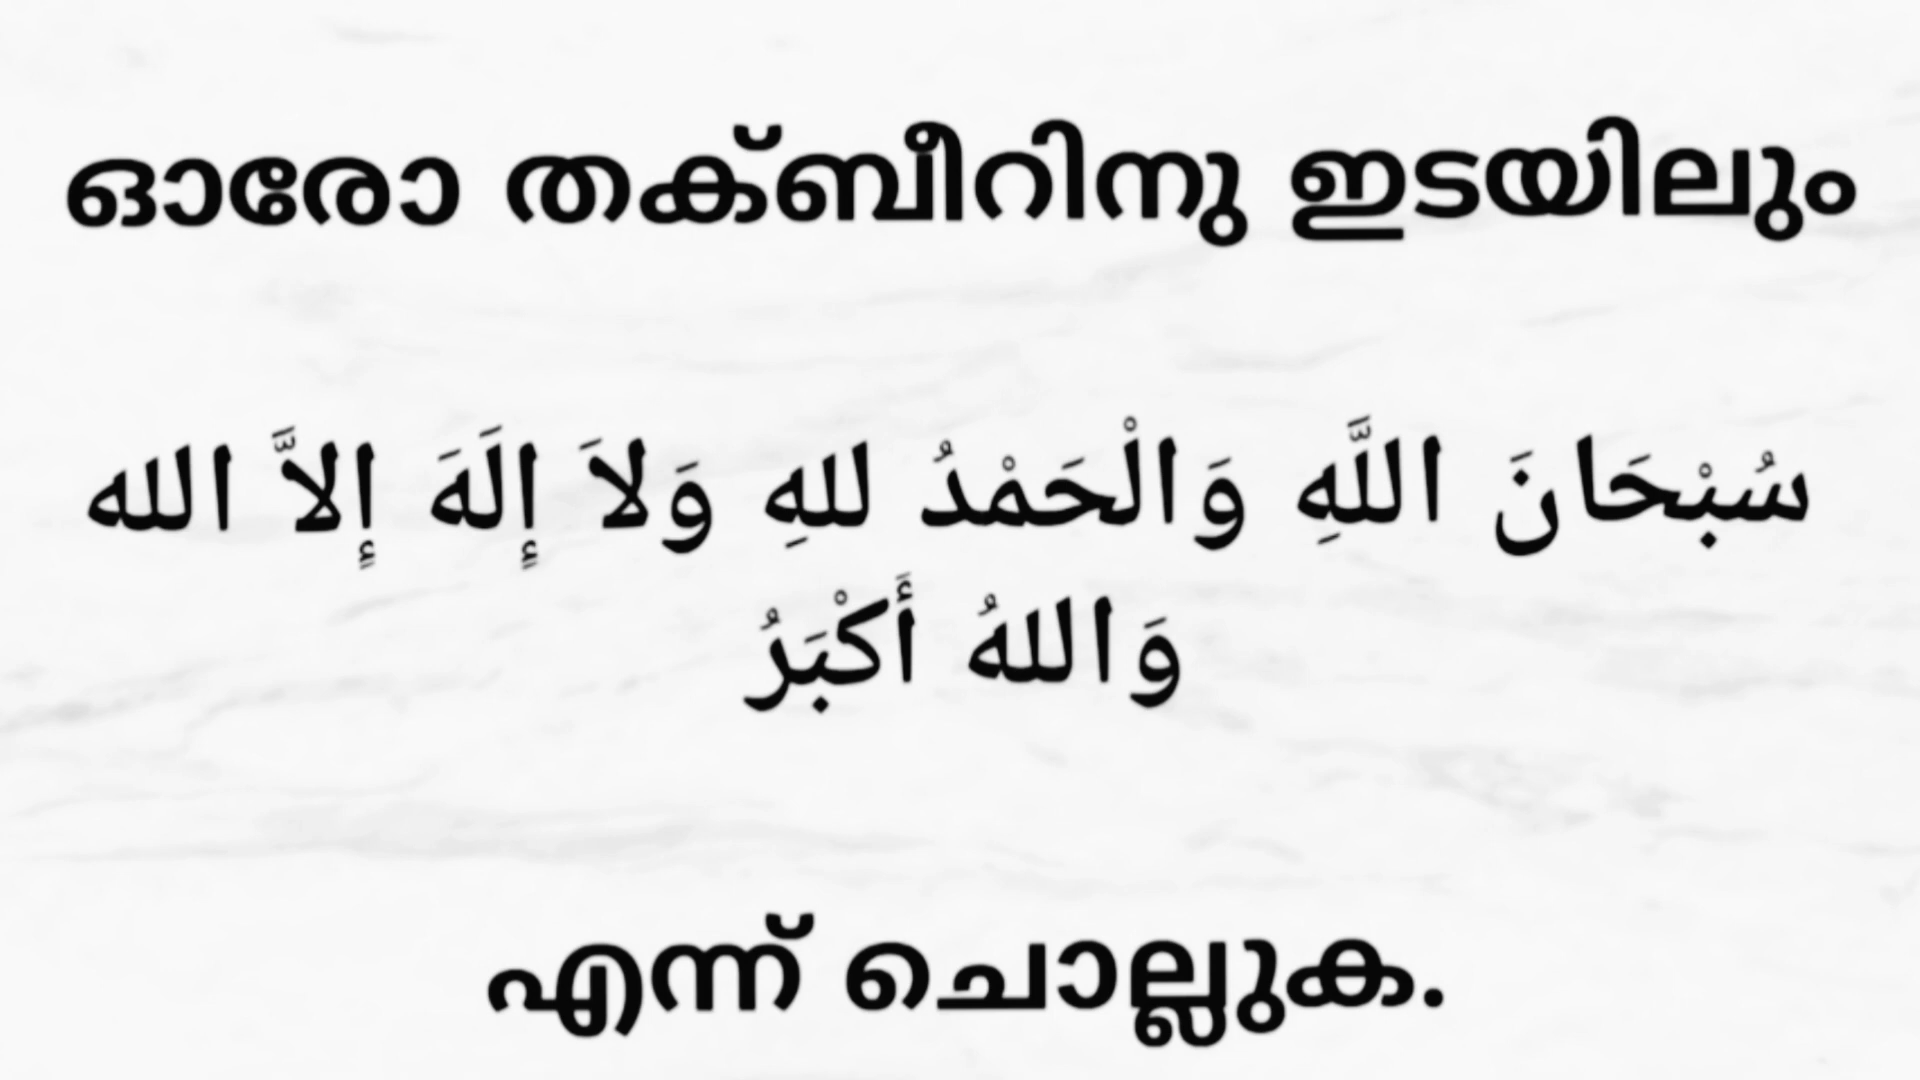 ഓരോ തക്ബീറിനു ഇടയിലും
سُبْحَانَ اللَّهِ وَالْحَمْدُ للهِ وَلاَ إِلَهَ إِلاَّ الله
وَاللهُ أَكْبَرُ
എന്ന് ചൊല്ലുക.